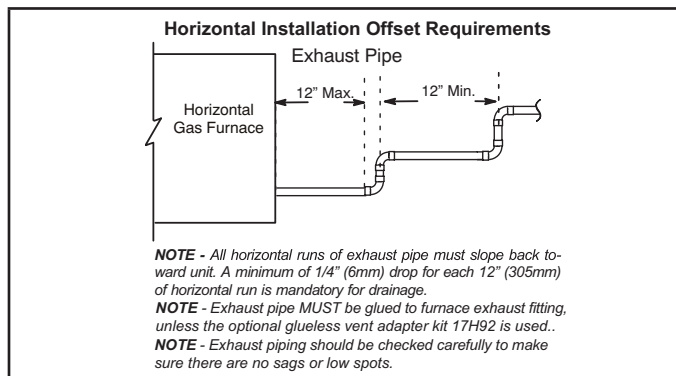 Horizontal Installation Offset Requirements
Exhaust Pipe
12” Max.
12” Min.
Horizontal
Gas Furnace
NOTE - All horizontal runs of exhaust pipe must slope back to-
ward unit. A minimum of 1/4” (6mm) drop for each 12” (305mm)
of horizontal run is mandatory for drainage.
NOTE - Exhaust pipe MUST be glued to furnace exhaust fitting,
unless the optional glueless vent adapter kit 17H92 is used..
NOTE - Exhaust piping should be checked carefully to make
sure there are no sags or low spots.